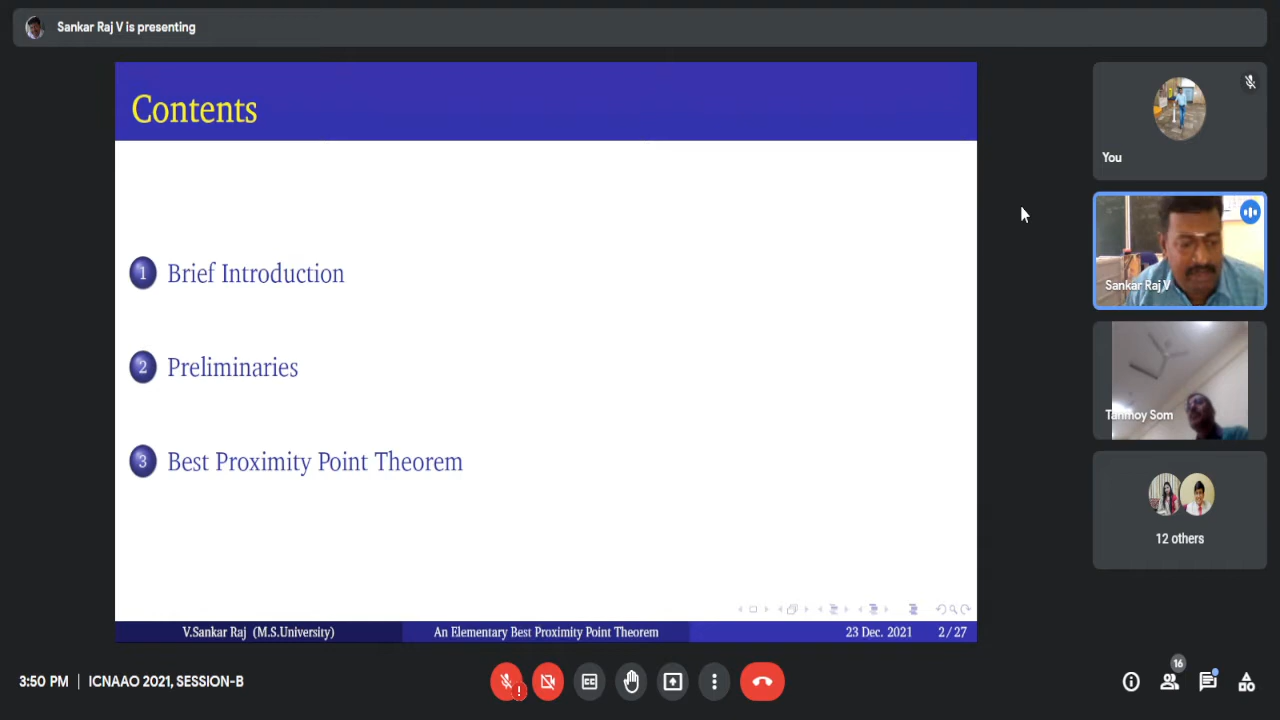 Sankar Raj V is presenting
Contents
1 Brief Introduction
2 Preliminaries
3 Best Proximity Point Theorem
V.Sankar Raj (M.S.University)
An Elementary Best Proximity Point Theorem
23 Dec. 2021
2 / 27
You
Sankar Raj V
Tanmoy Som
12 others
3:50 PM | ICNAAO 2021, SESSION-B
CC
16